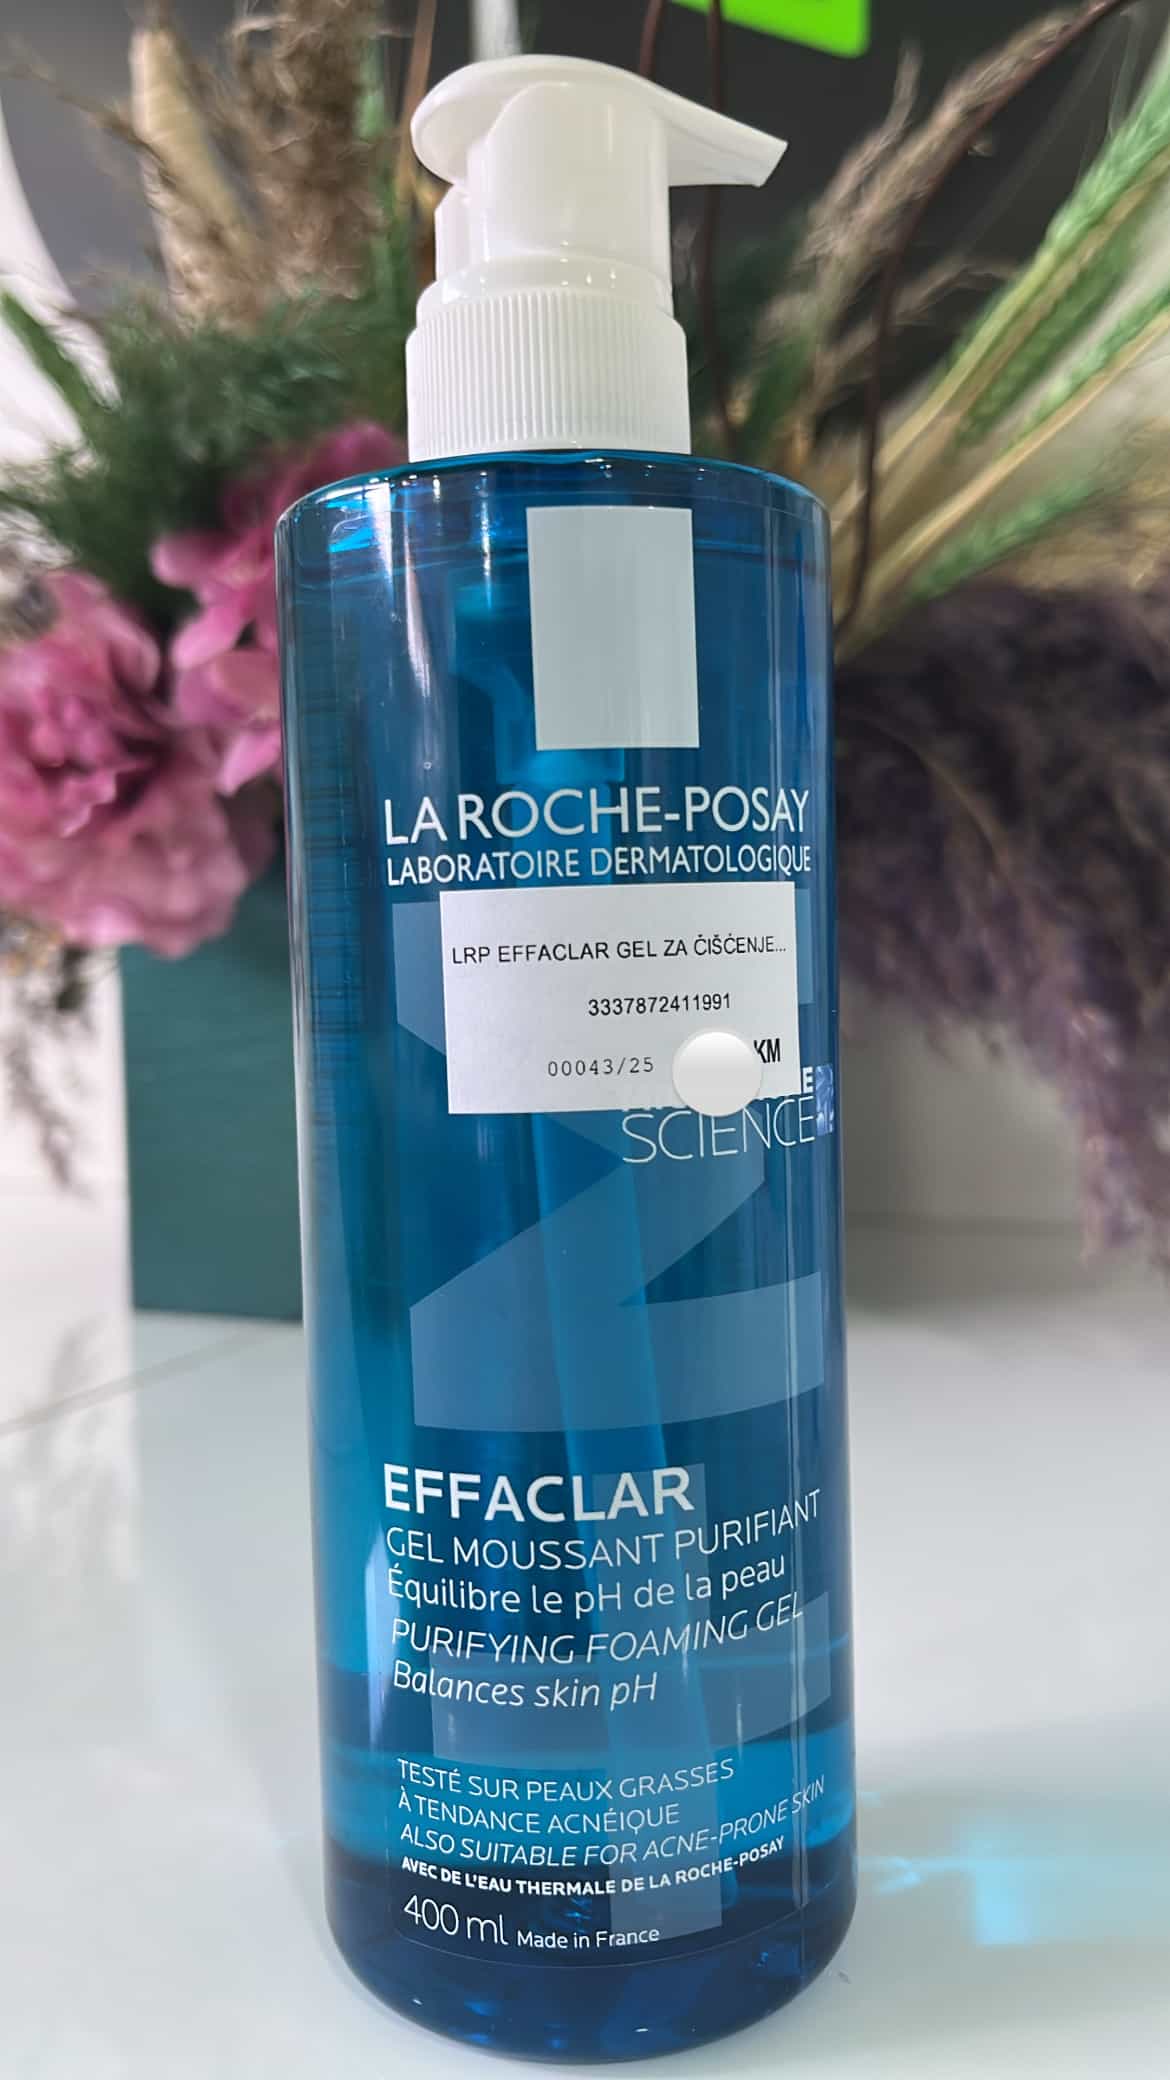 LA ROCHE-POSAY
LABORATOIRE DERMATOLOGIQUE
LRP EFFACLAR GEL ZA ČIŠĆENJE...
3337872411991
00043/25
KM
SCIENCE
EFFACLAR
GEL MOUSSANT PURIFIANT
Équilibre le pH de la peau
PURIFYING FOAMING GEL
Balances skin pH
TESTÉ SUR PEAUX GRASSES
À TENDANCE ACNÉIQUE
ALSO SUITABLE FOR ACNE-PRONE SKIN
AVEC DE L'EAU THERMALE DE LA ROCHE-POSAY
400 ml Made in France